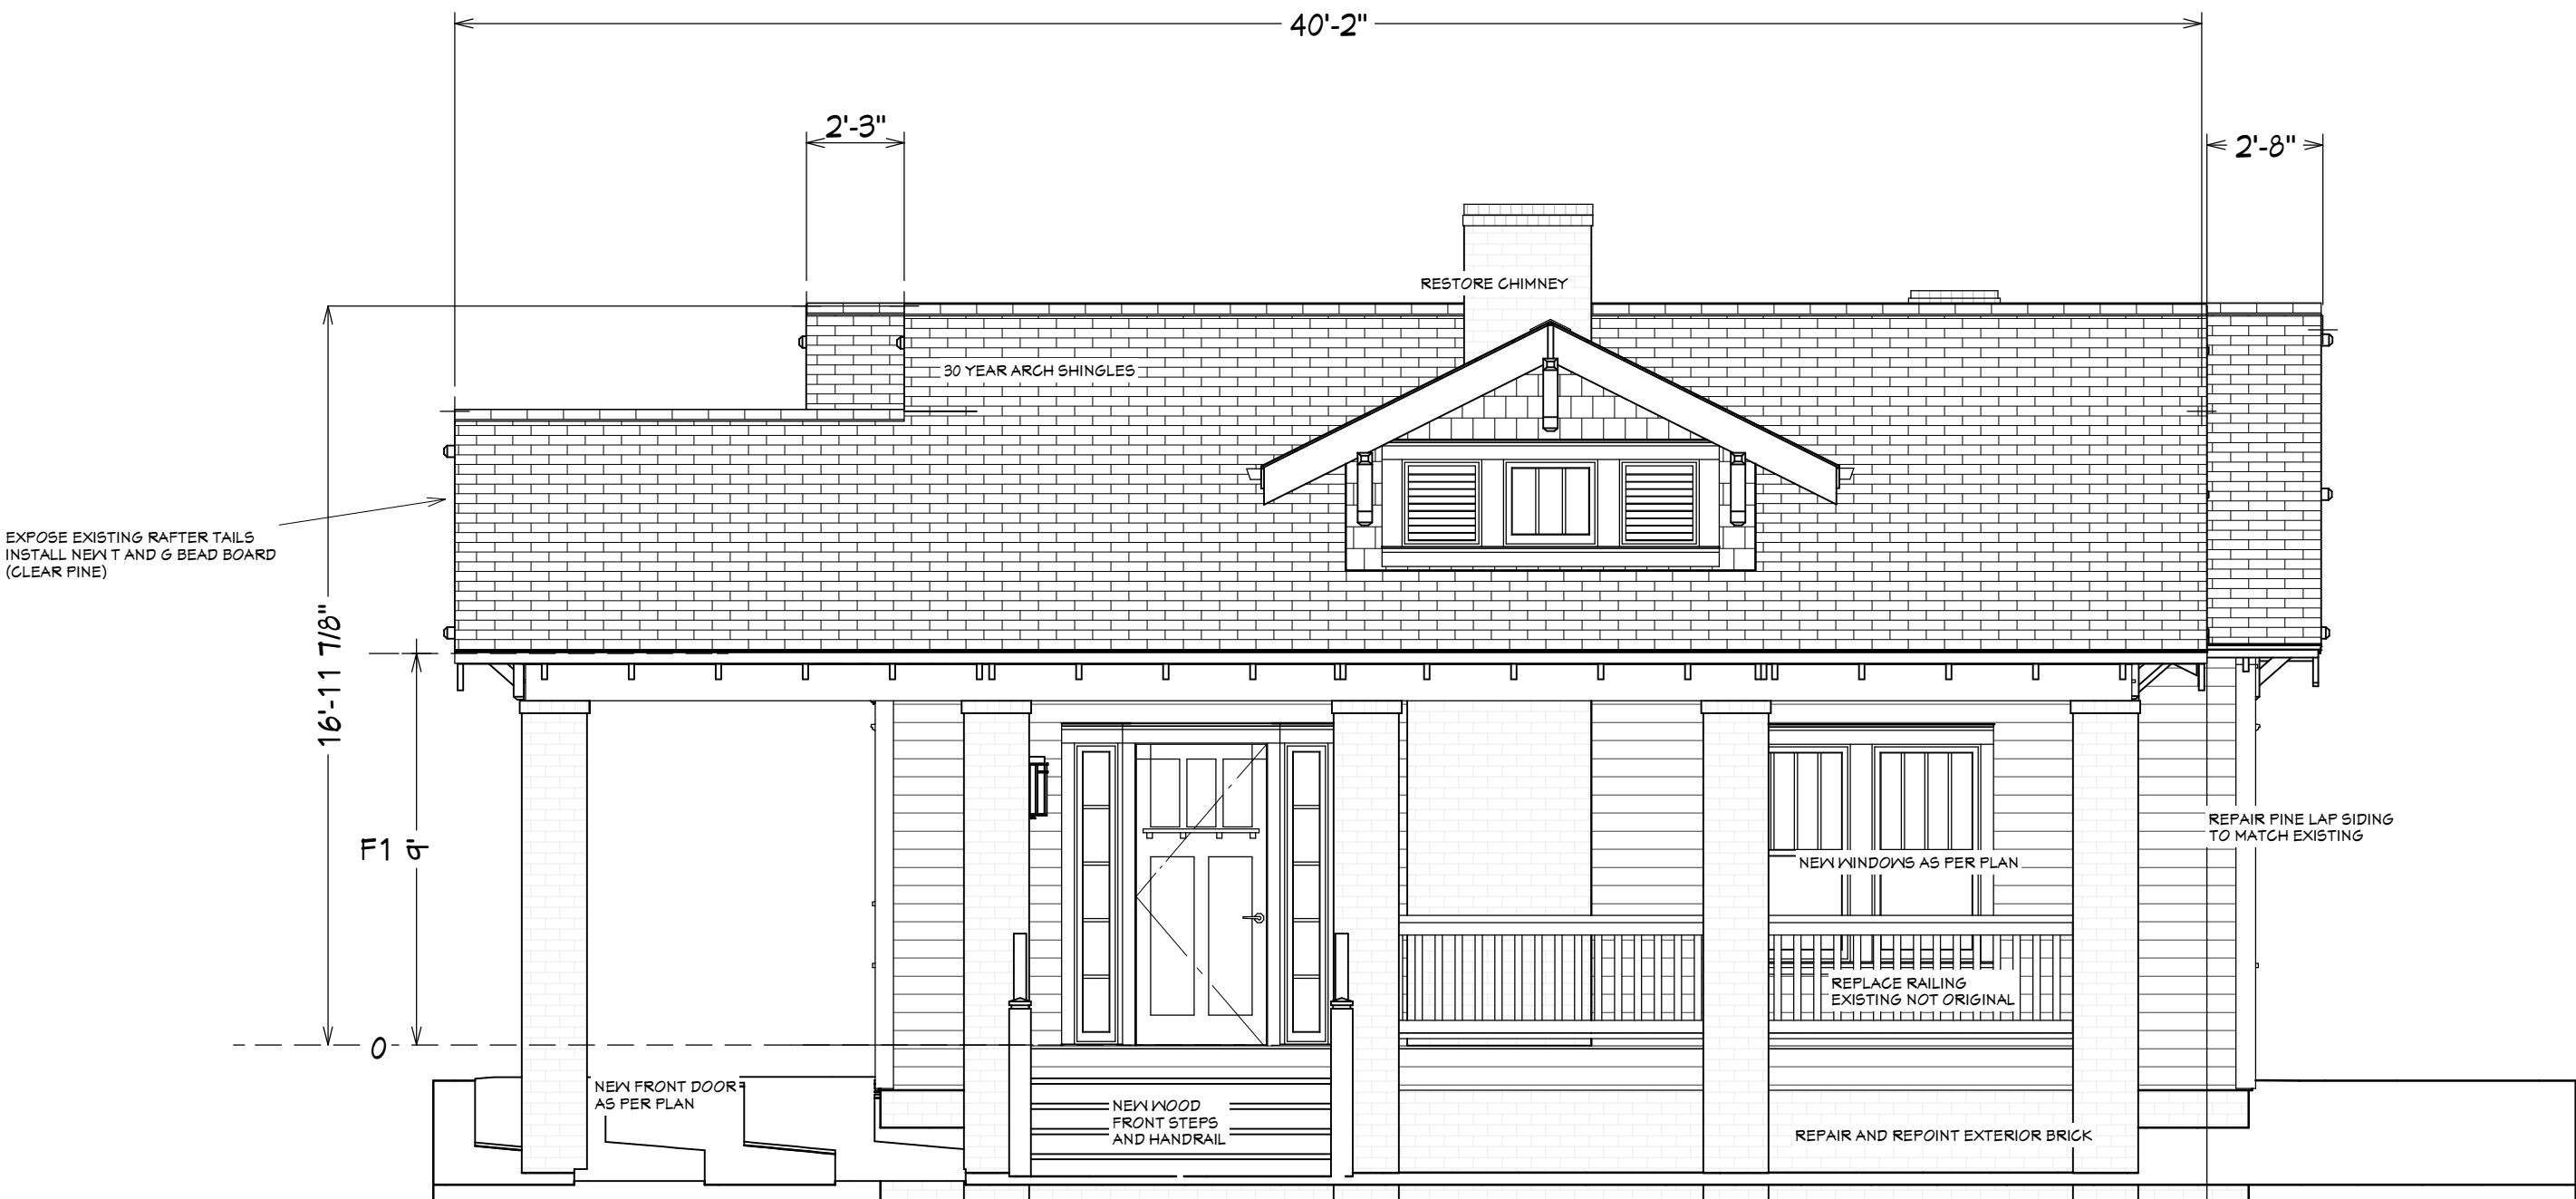 40'-2"
2'-3"
2'-8"
RESTORE CHIMNEY
30 YEAR ARCH SHINGLES
EXPOSE EXISTING RAFTER TAILS
INSTALL NEW T AND G BEAD BOARD
(CLEAR PINE)
16'-11 7/8"
F1 9'
REPAIR PINE LAP SIDING
TO MATCH EXISTING
NEW WINDOWS AS PER PLAN
REPLACE RAILING
EXISTING NOT ORIGINAL
0
NEW FRONT DOOR
AS PER PLAN
NEW WOOD
FRONT STEPS
AND HANDRAIL
REPAIR AND REPOINT EXTERIOR BRICK